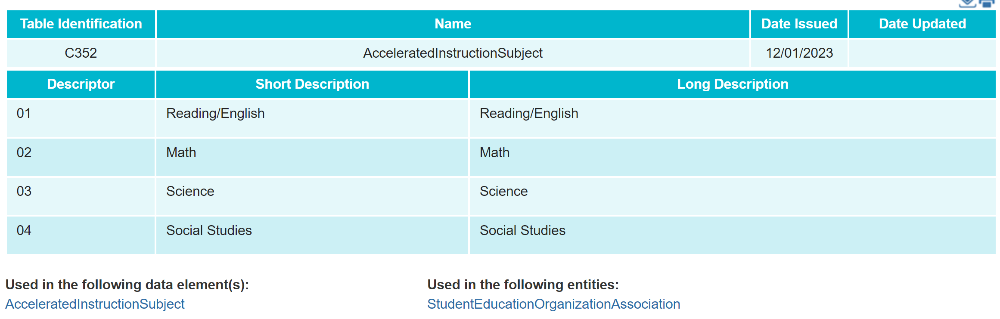 Table Identification Name Date Issued Date Updated
C352 AcceleratedInstructionSubject 12/01/2023
Descriptor Short Description Long Description
01 Reading/English Reading/English
02 Math Math
03 Science Science
04 Social Studies Social Studies
Used in the following data element(s): Used in the following entities:
AcceleratedInstructionSubject StudentEducationOrganizationAssociation